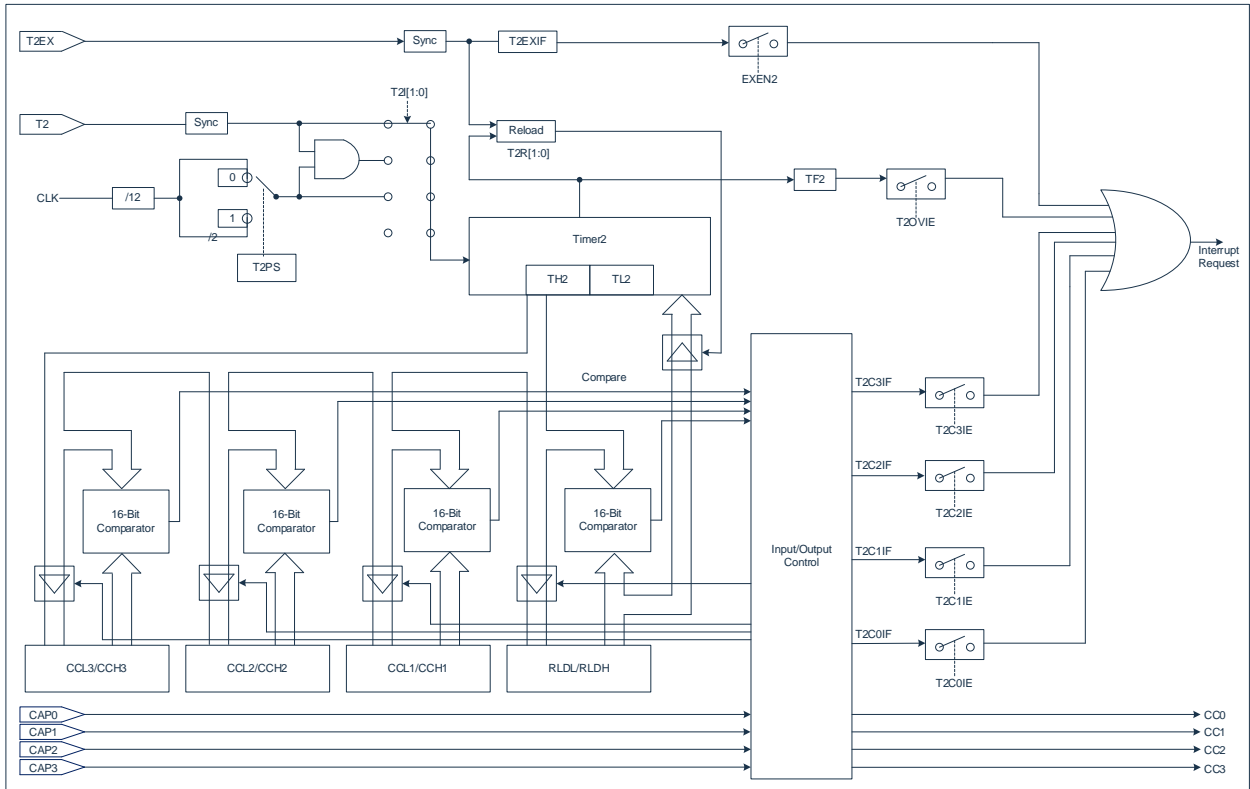 T2EX
Sync
T2EXIF
EXEN2
T2I[1:0]
T2
Sync
Reload
T2R[1:0]
CLK
/12
0
1
/2
T2PS
TF2
T2OVIE
Timer2
TH2
TL2
Interrupt
Request
Compare
T2C3IF
T2C3IE
T2C2IF
T2C2IE
T2C1IF
T2C1IE
T2C0IF
T2C0IE
16-Bit
Comparator
16-Bit
Comparator
16-Bit
Comparator
16-Bit
Comparator
Input/Output
Control
CCL3/CCH3
CCL2/CCH2
CCL1/CCH1
RLDL/RLDH
CAP0
CAP1
CAP2
CAP3
CC0
CC1
CC2
CC3